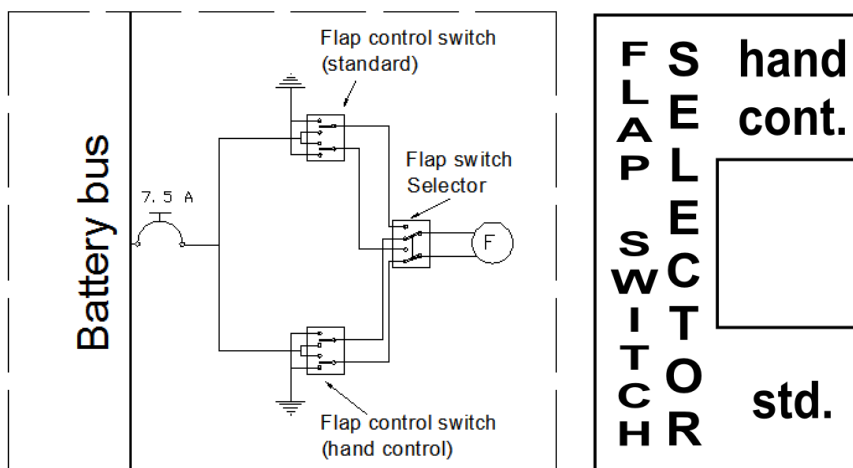 Flap control switch
(standard)
Battery bus
7.5 A
Flap switch
Selector
F
Flap control switch
(hand control)
FLAP SWITCH
SELECTOR
hand
cont.
std.